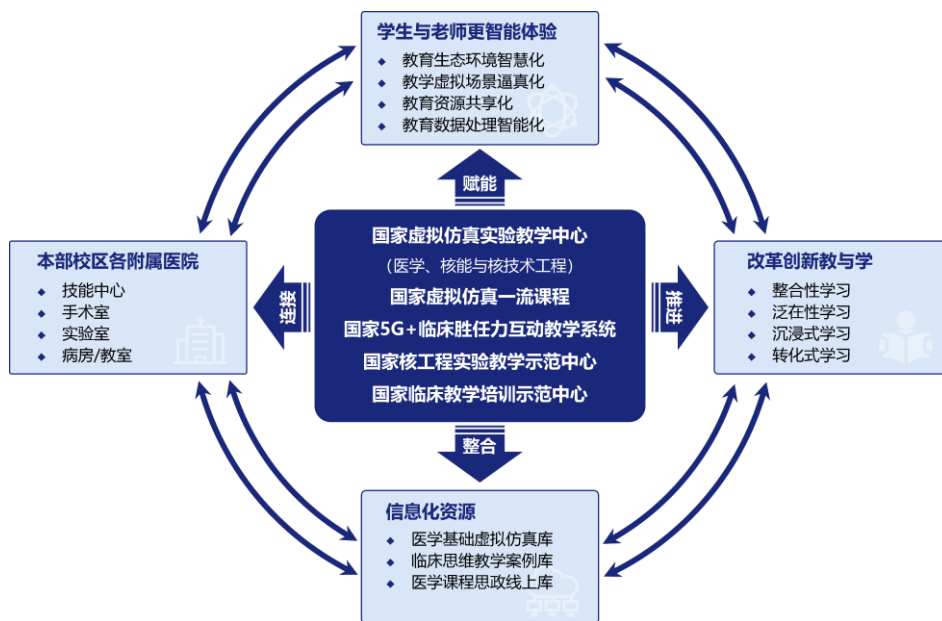 学生与老师更智能体验
◆ 教育生态环境智慧化
◆ 教学虚拟场景逼真化
◆ 教育资源共享化
◆ 教育数据处理智能化
赋能
本部校区各附属医院
◆ 技能中心
◆ 手术室
◆ 实验室
◆ 病房/教室
连接
国家虚拟仿真实验教学中心
（医学、核能与核技术工程）
国家虚拟仿真一流课程
国家5G+临床胜任力互动教学系统
国家核工程实验教学示范中心
国家临床教学培训示范中心
推进
改革创新教与学
◆ 整合性学习
◆ 泛在性学习
◆ 沉浸式学习
◆ 转化式学习
整合
信息化资源
◆ 医学基础虚拟仿真库
◆ 临床思维教学案例库
◆ 医学课程思政线上库